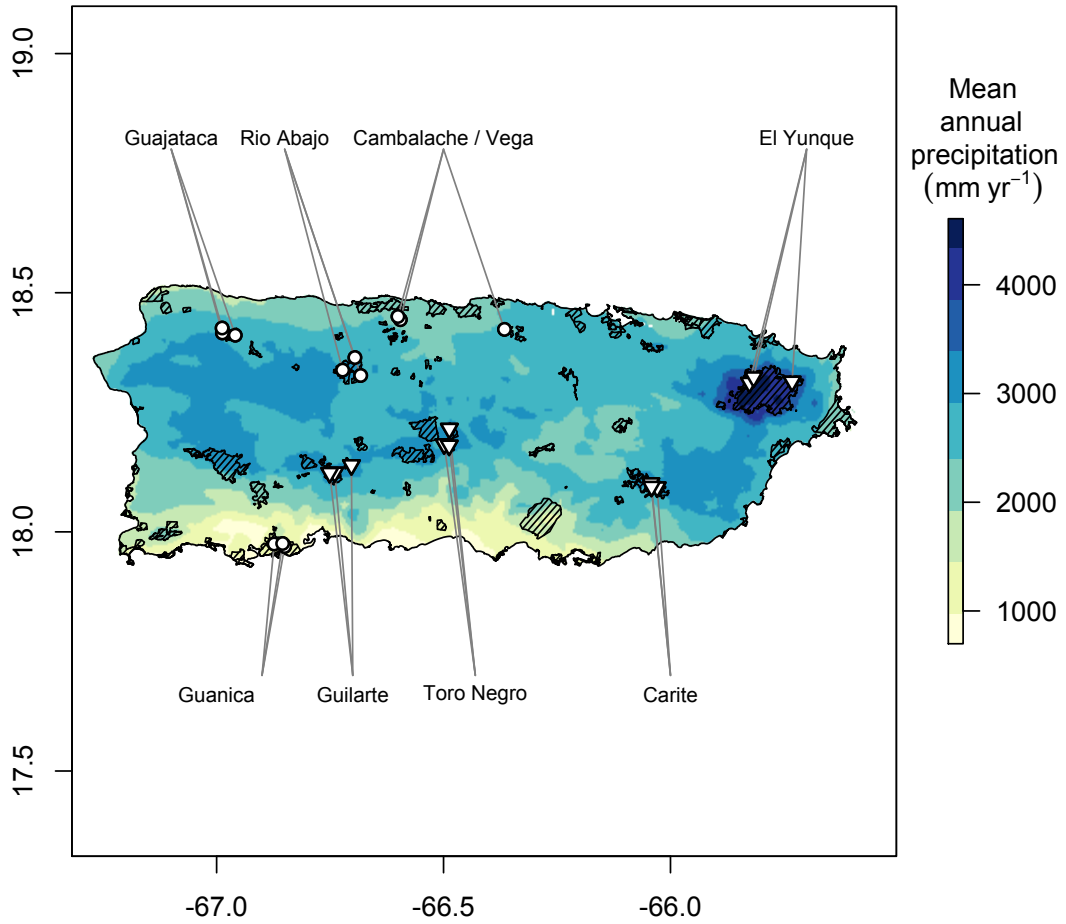 19.0
18.5
18.0
17.5
-67.0
-66.5
-66.0
Guajataca
Rio Abajo
Cambalache / Vega
El Yunque
Guanica
Guilarte
Toro Negro
Carite
Mean
annual
precipitation
(mm yr⁻¹)
4000
3000
2000
1000